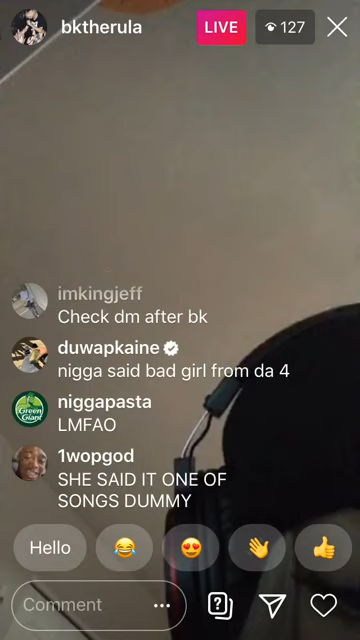 bktherula LIVE 127
imkingjeff
Check dm after bk
duwapkaine
nigga said bad girl from da 4
niggapasta
LMFAO
1wopgod
SHE SAID IT ONE OF
SONGS DUMMY
Green
Giant
Hello
Comment